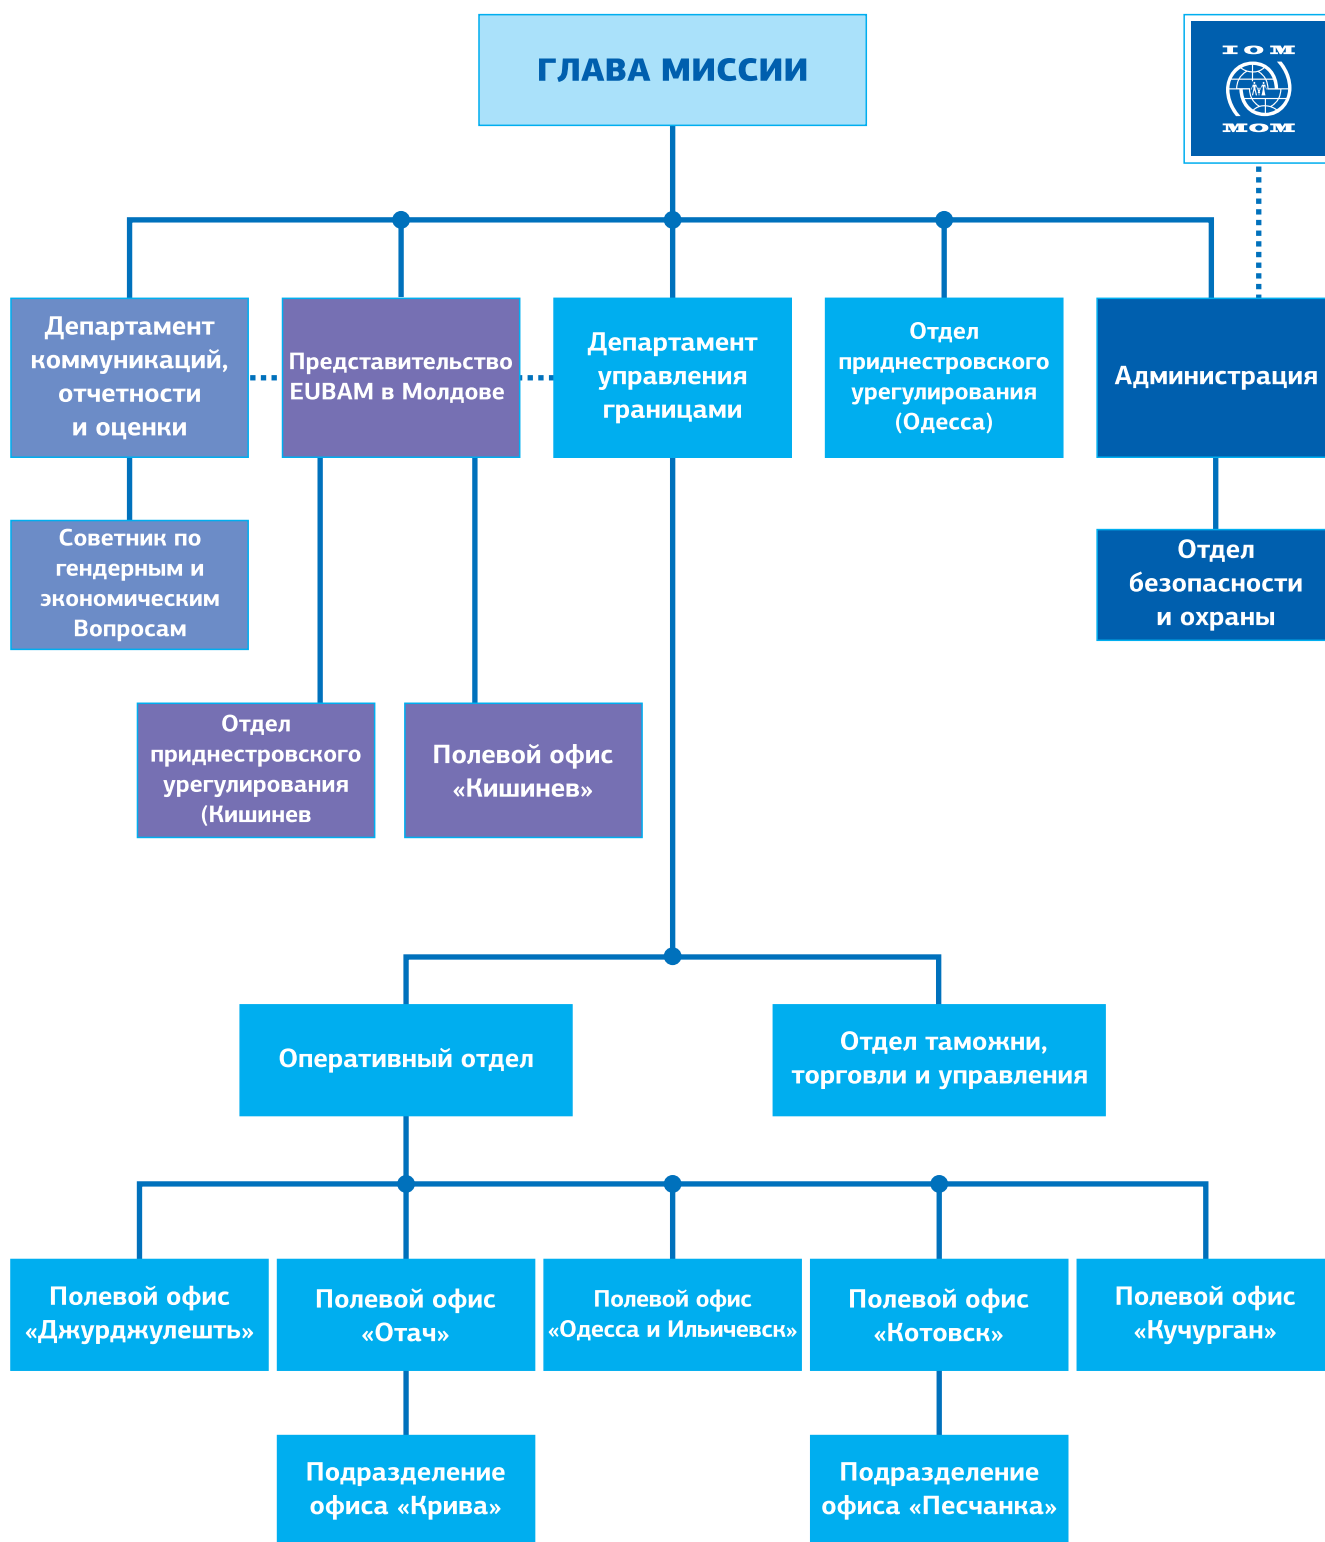 ГЛАВА МИССИИ
IOM
МОМ
Департамент
коммуникаций,
отчетности
и оценки
Представительство
EUBAM в Молдове
Департамент
управления
границами
Отдел
приднестровского
урегулирования
(Одесса)
Администрация
Советник по
гендерным и
экономическим
Вопросам
Отдел
безопасности
и охраны
Отдел
приднестровского
урегулирования
(Кишинев
Полевой офис
«Кишинев»
Оперативный отдел
Отдел таможни,
торговли и управления
Полевой офис
«Джурджулешть»
Полевой офис
«Отач»
Полевой офис
«Одесса и Ильичевск»
Полевой офис
«Котовск»
Полевой офис
«Кучурган»
Подразделение
офиса «Крива»
Подразделение
офиса «Песчанка»